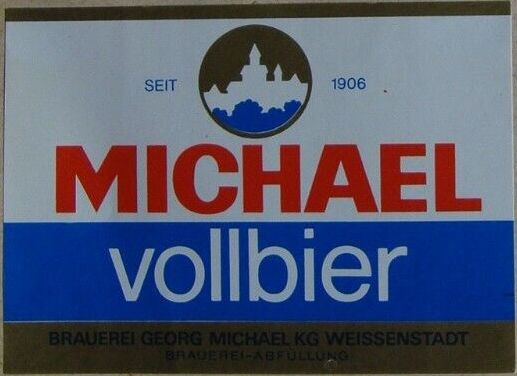 SEIT 1906
MICHAEL
vollbier
BRAUEREI GEORG MICHAEL KG WEISSENSTADT
BRAUEREI-ABFÜLLUNG